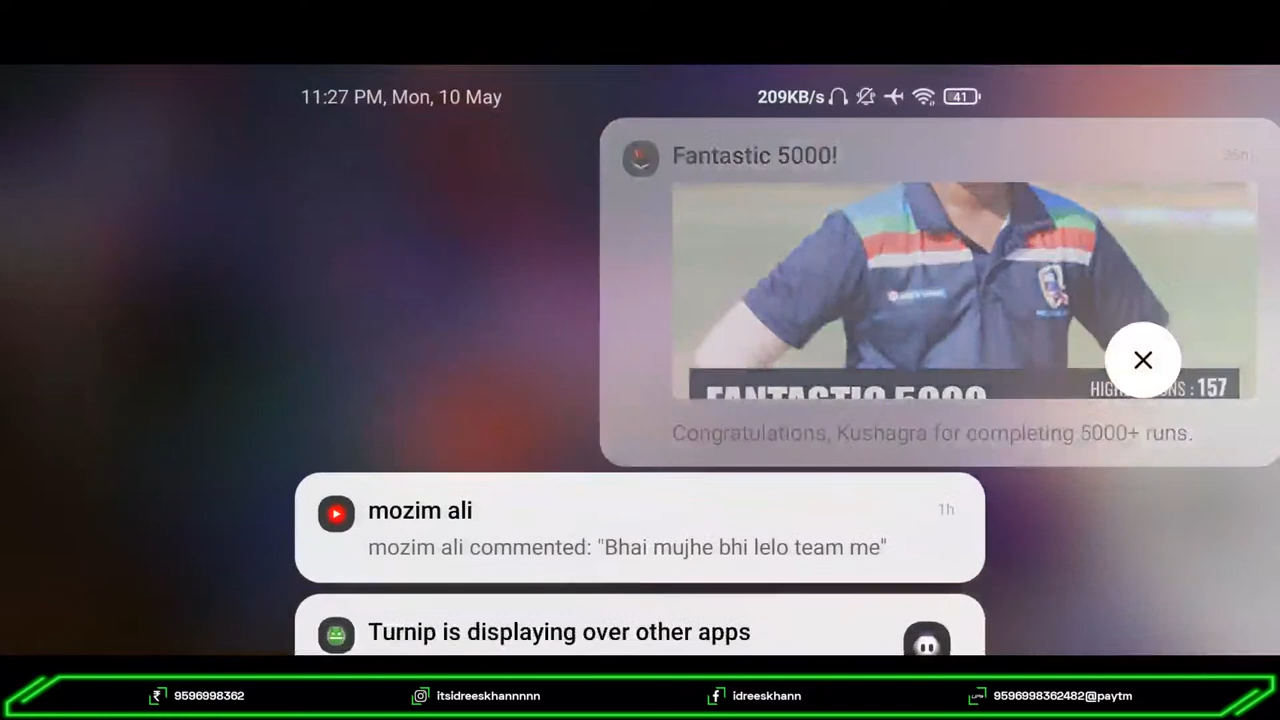 11:27 PM, Mon, 10 May
209KB/s
41
Fantastic 5000!
FANTASTIC 5000
: 157
Congratulations, Kushagra for completing 5000+ runs.
mozim ali
1h
mozim ali commented: "Bhai mujhe bhi lelo team me"
Turnip is displaying over other apps
9596998362
itsidreeskhannnnn
idreeskhann
9596998362482@paytm